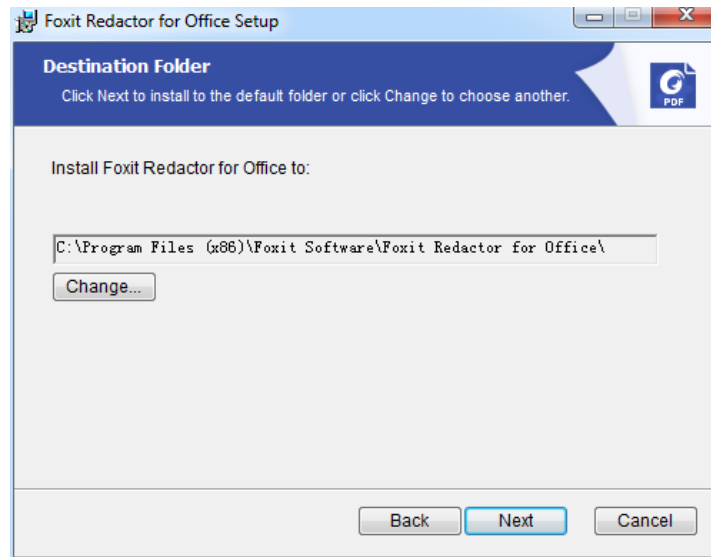 Foxit Redactor for Office Setup
Destination Folder
Click Next to install to the default folder or click Change to choose another.
PDF
Install Foxit Redactor for Office to:
C:\Program Files (x86)\Foxit Software\Foxit Redactor for Office\
Change...
Back Next Cancel